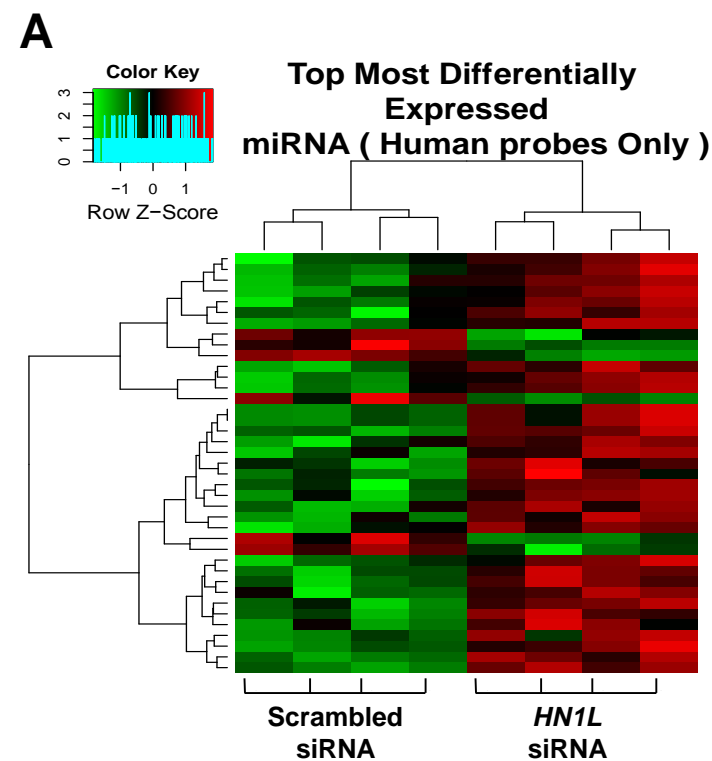 A
Color Key
3
2
1
0
−1 0 1
Row Z−Score
Top Most Differentially
Expressed
miRNA ( Human probes Only )
Scrambled
siRNA
HN1L
siRNA